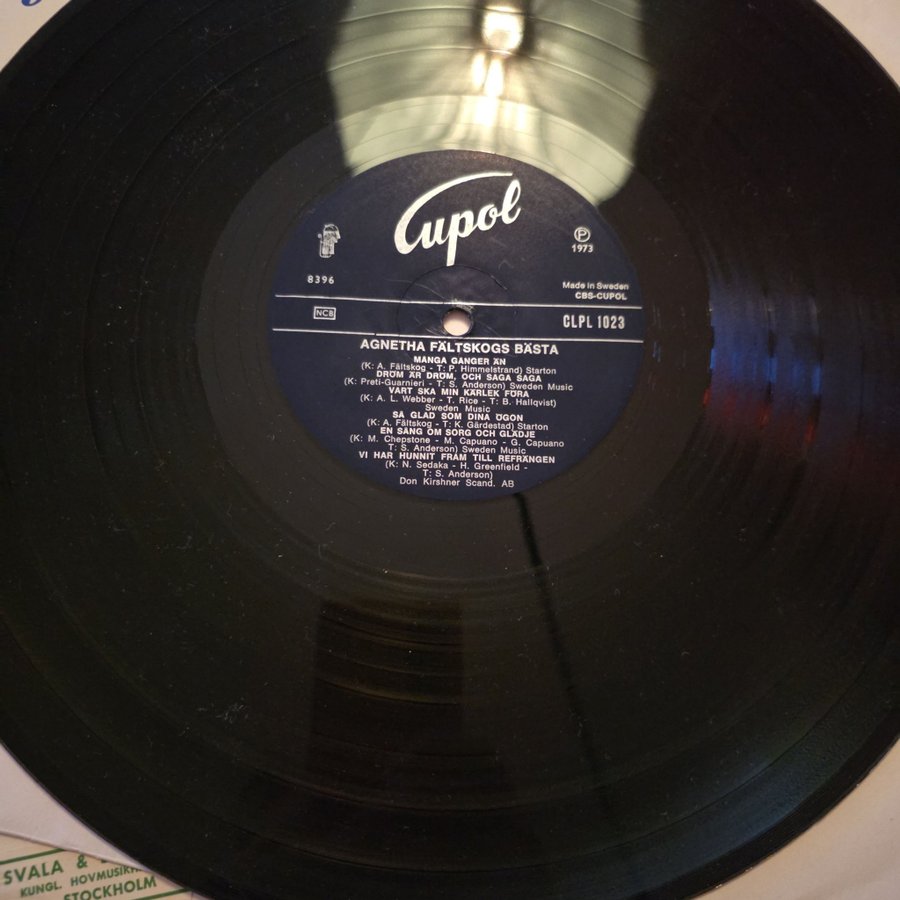 Cupol
P
1973
8396
Made in Sweden
CBS-CUPOL
NCB
CLPL 1023
AGNETHA FÄLTSKOGS BÄSTA
MÅNGA GÅNGER ÄN
(K: A. Fältskog - T: P. Himmelstrand) Starton
DRÖM ÄR DRÖM, OCH SAGA SAGA
(K: Preti-Guarnieri - T: S. Anderson) Sweden Music
VART SKA MIN KÄRLEK FÖRA
(K: A. L. Webber - T. Rice - T: B. Hallqvist)
Sweden Music
SÅ GLAD SOM DINA ÖGON
(K: A. Fältskog - T: K. Gärdestad) Starton
EN SÅNG OM SORG OCH GLÄDJE
(K: M. Chepstone - M. Capuano - G. Capuano
T: S. Anderson) Sweden Music
VI HAR HUNNIT FRAM TILL REFRÄNGEN
(K: N. Sedaka - H. Greenfield -
T: S. Anderson)
Don Kirshner Scand. AB
SVALA &
KUNGL. HOVMUSIKH
STOCKHOLM